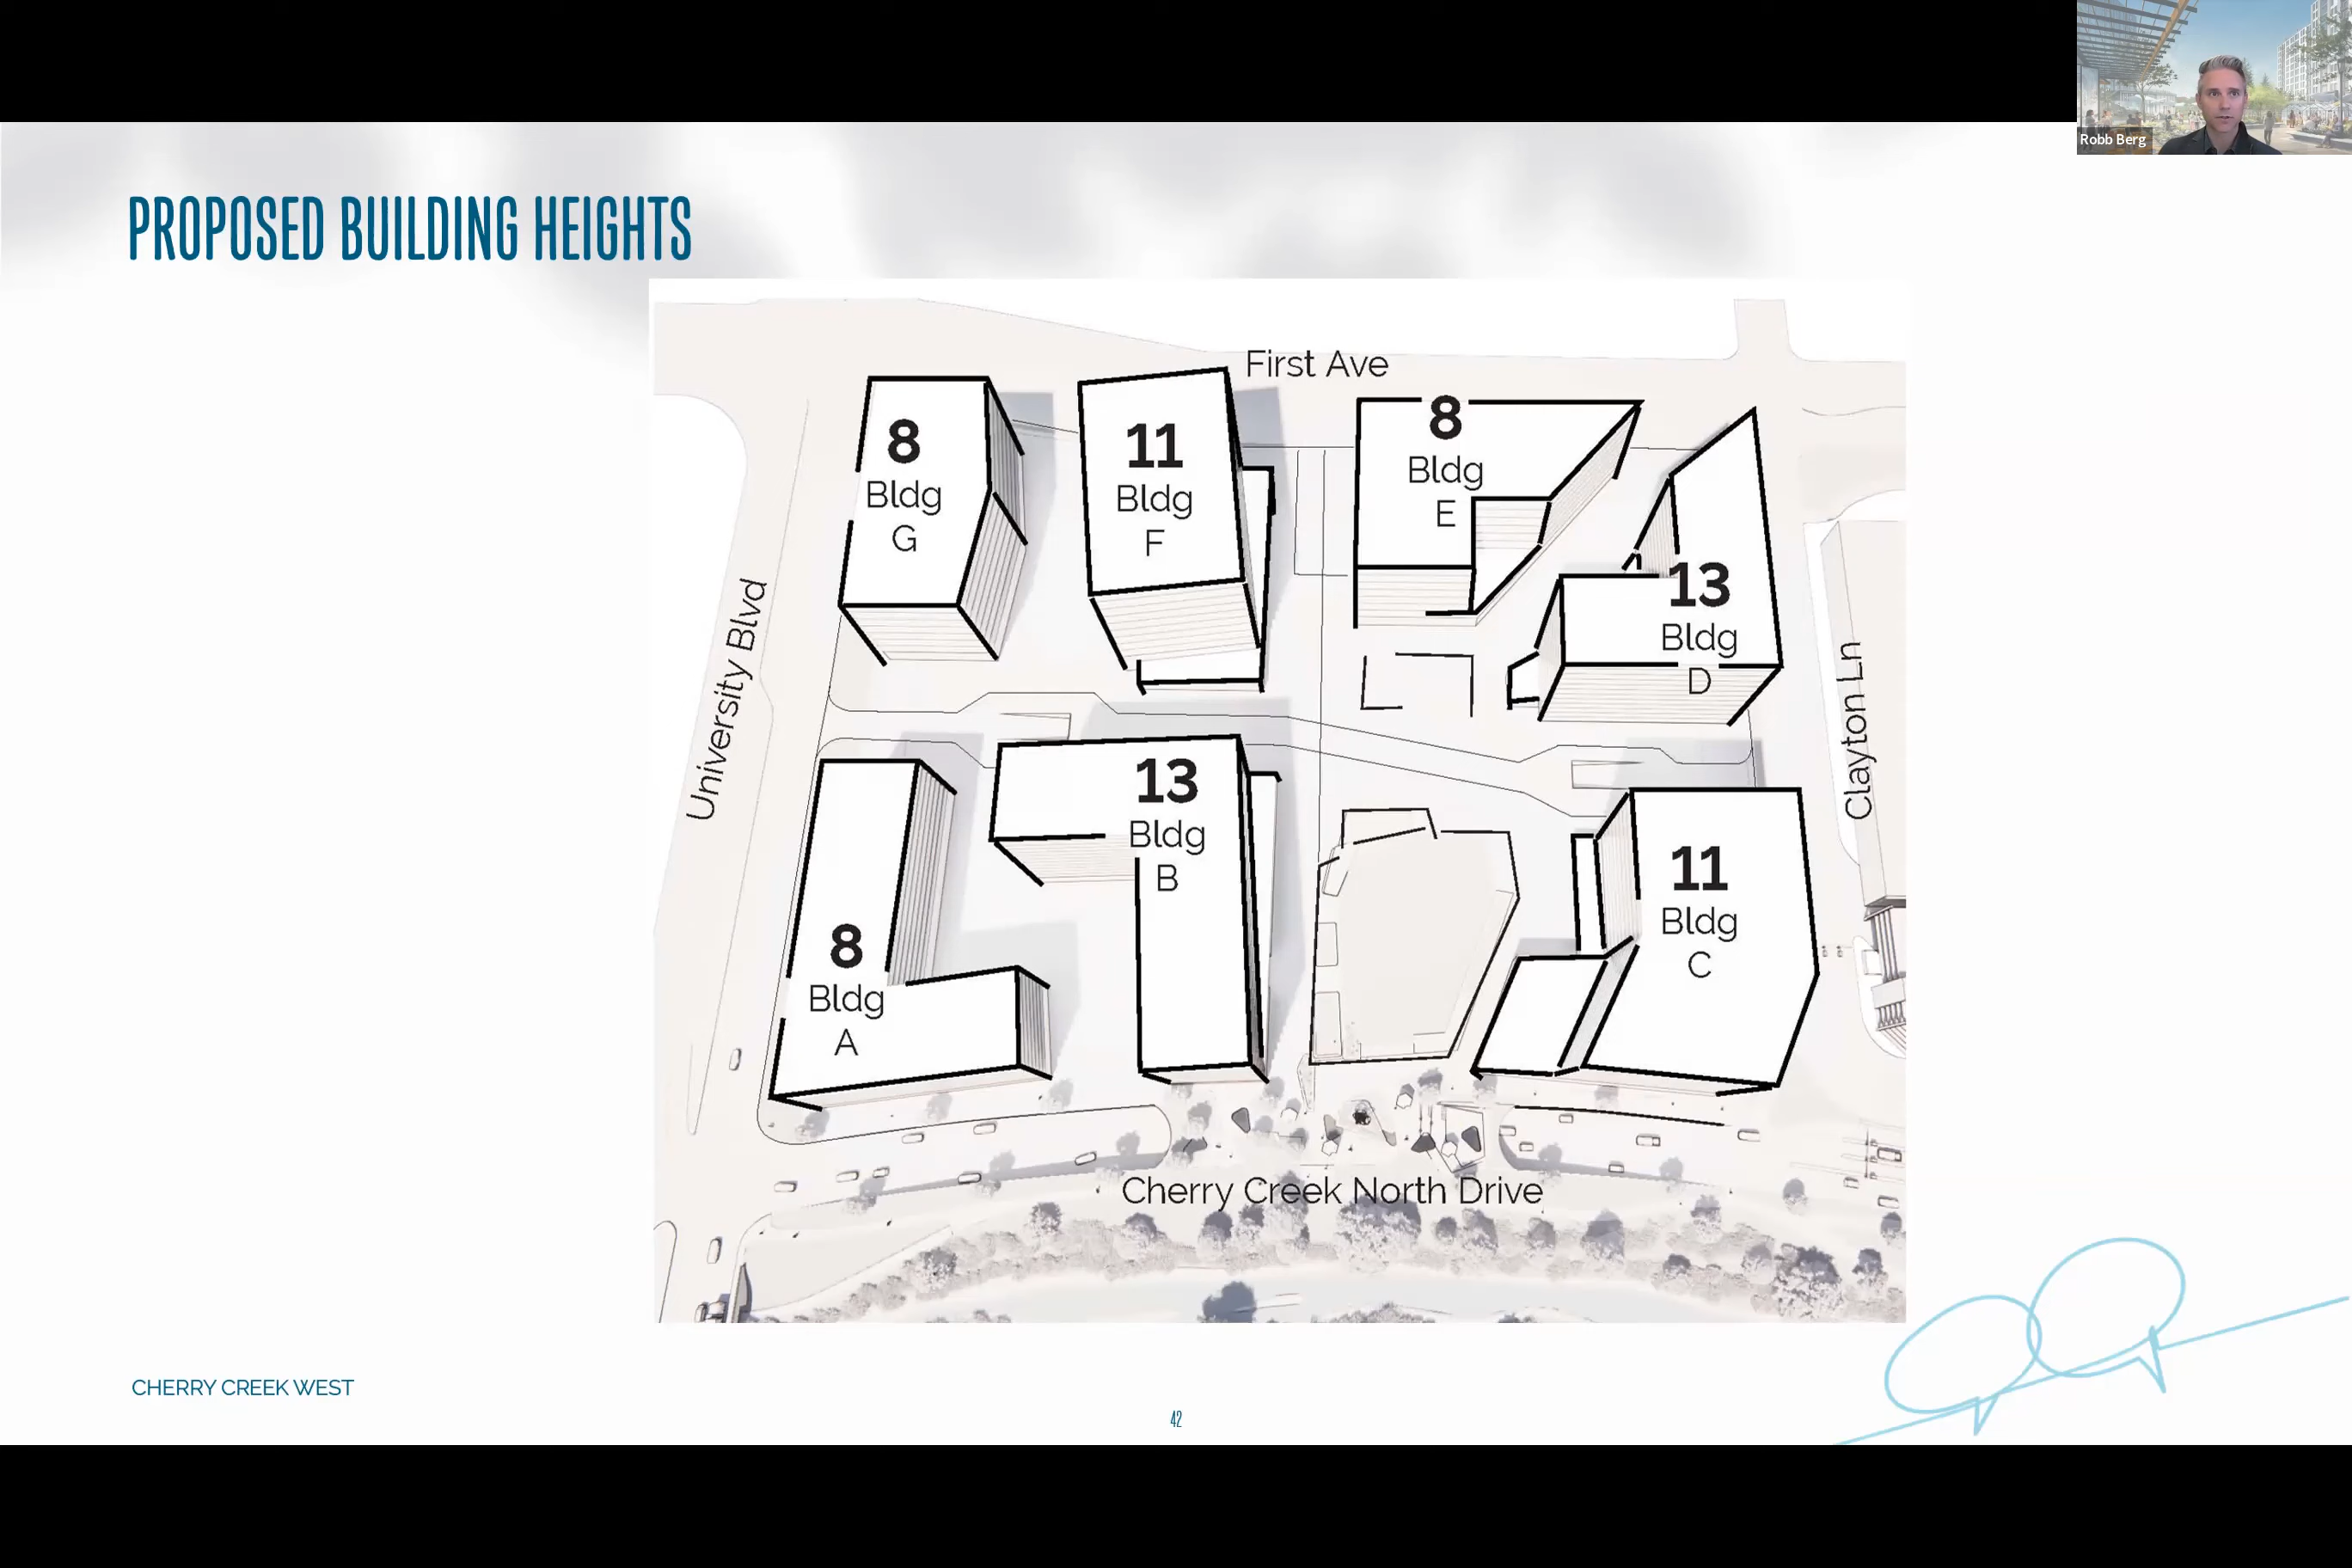 Robb Berg
PROPOSED BUILDING HEIGHTS
First Ave
8
Bldg
G
11
Bldg
F
8
Bldg
E
13
Bldg
D
University Blvd
Clayton Ln
8
Bldg
A
13
Bldg
B
11
Bldg
C
Cherry Creek North Drive
CHERRY CREEK WEST
42